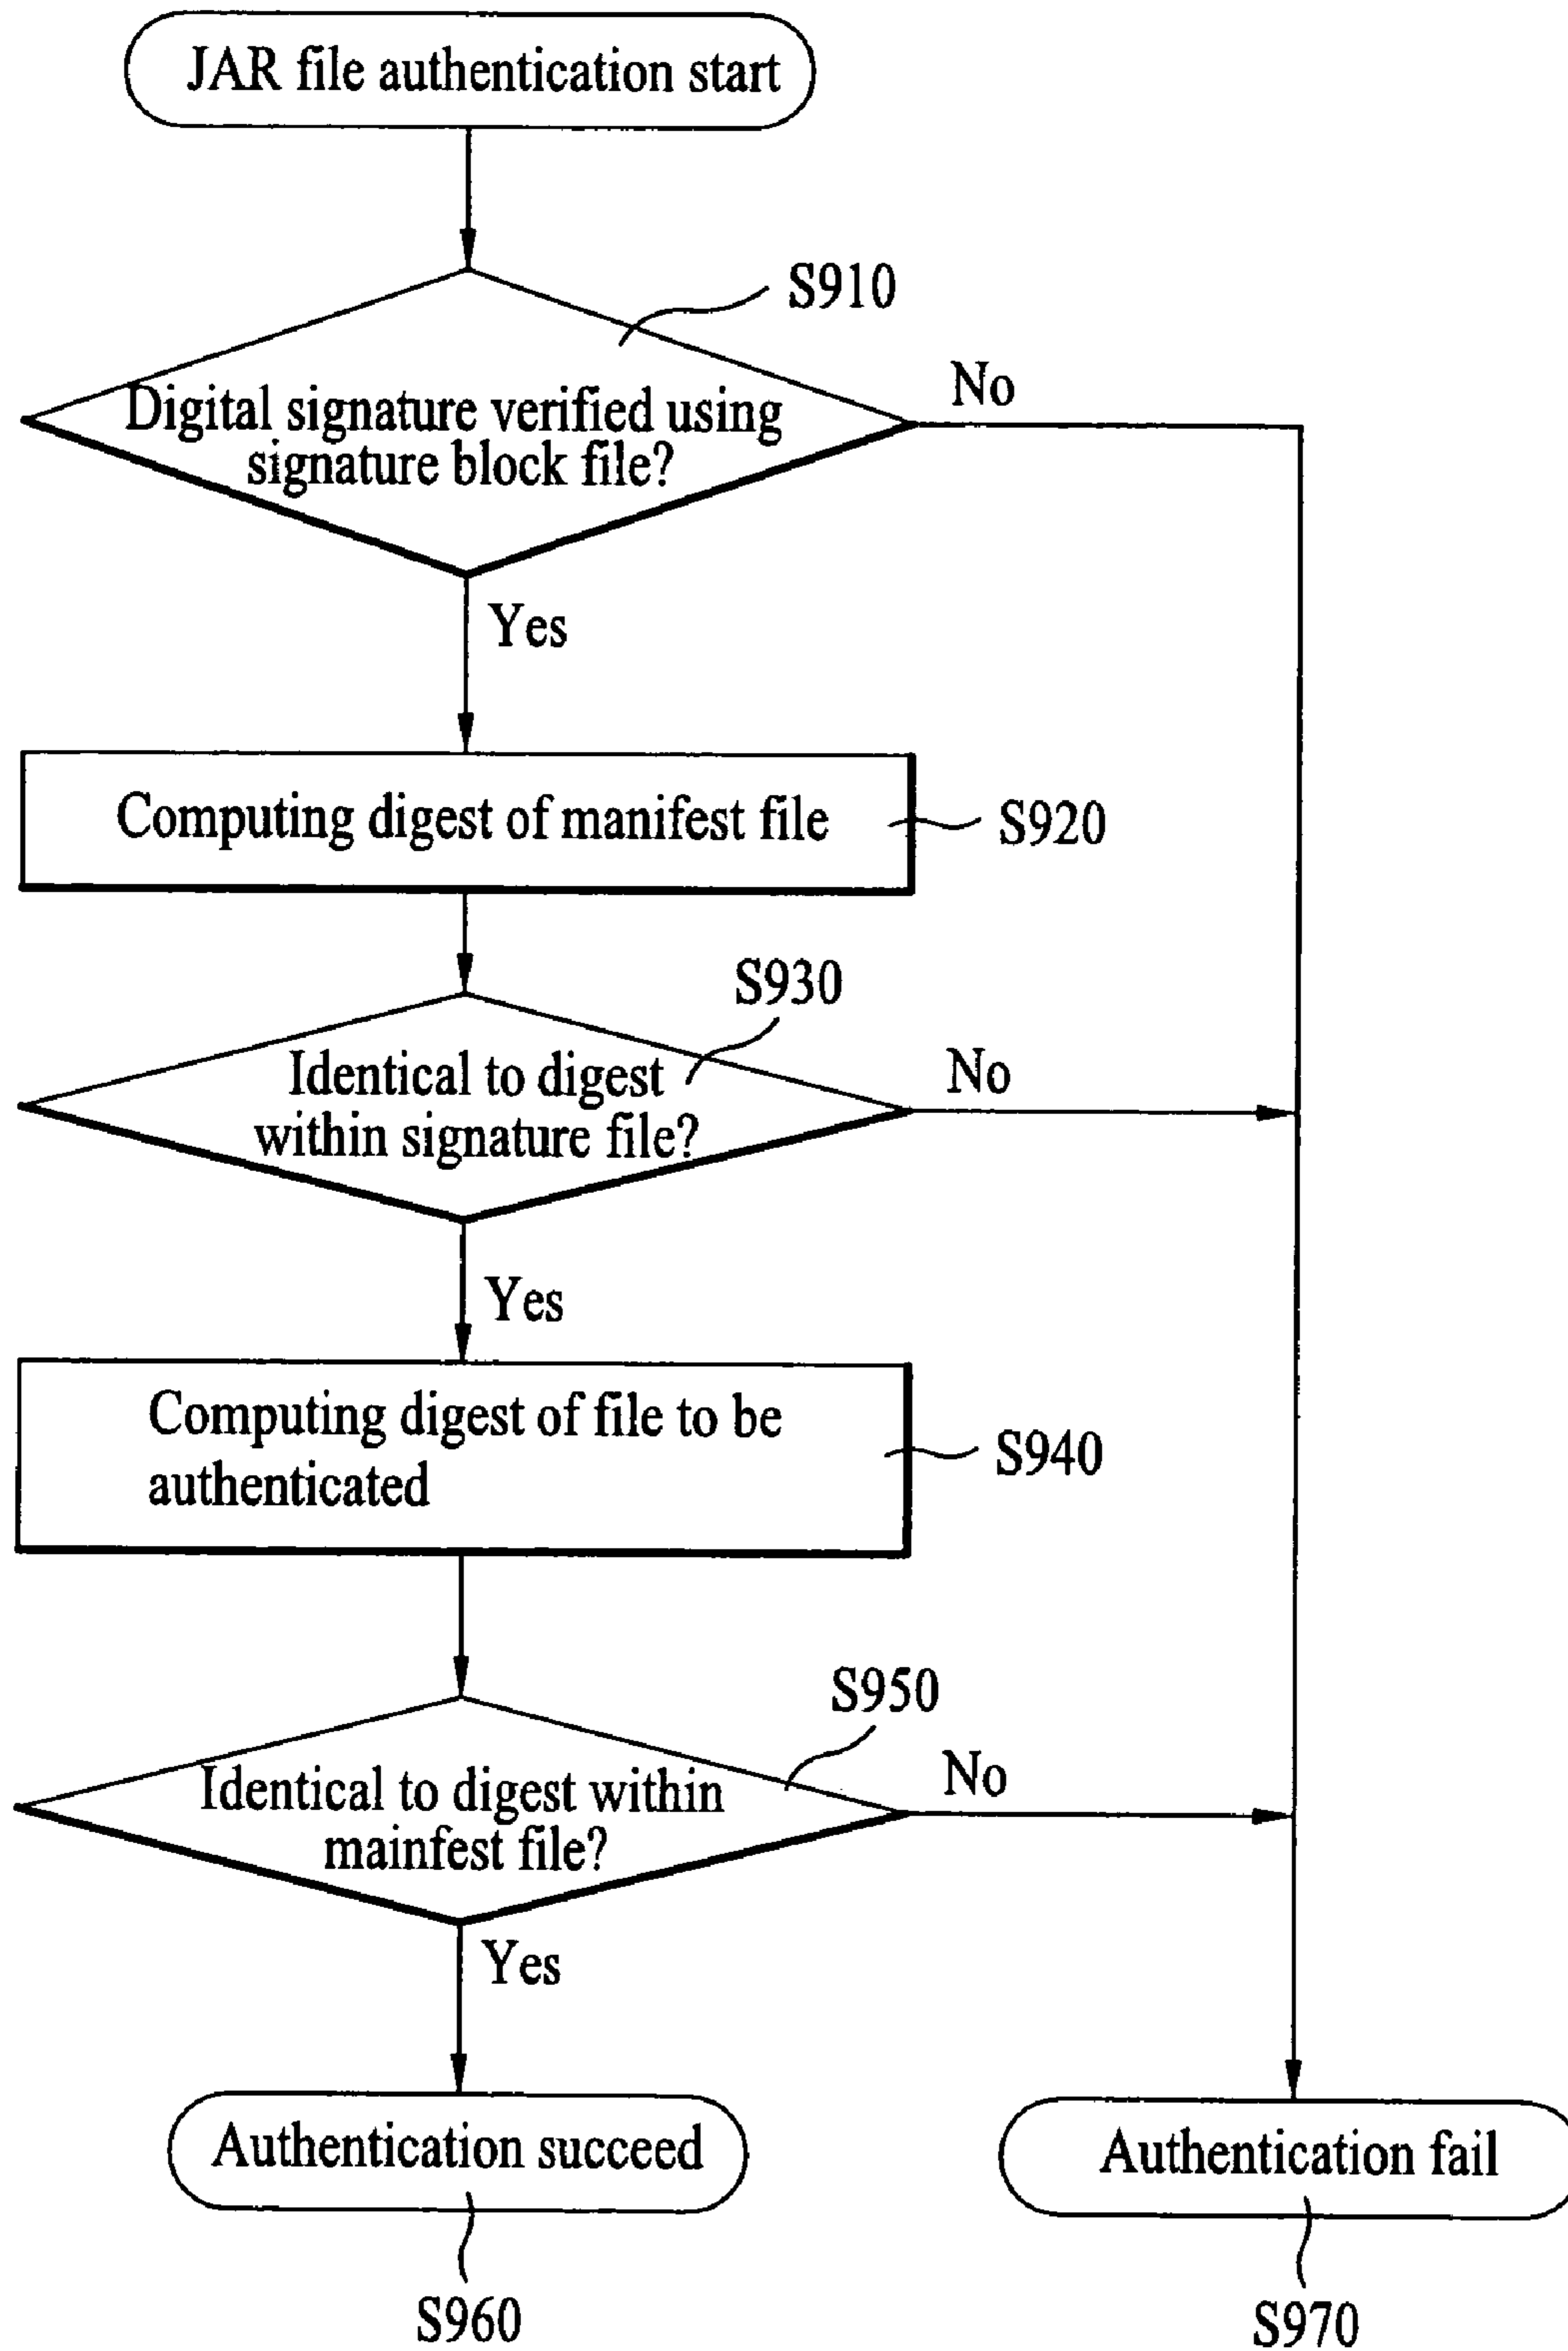 JAR file authentication start
S910
No
Digital signature verified using
signature block file?
Yes
Computing digest of manifest file
S920
S930
Identical to digest
within signature file?
No
Yes
Computing digest of file to be
authenticated
S940
S950
Identical to digest within
mainfest file?
No
Yes
Authentication succeed
Authentication fail
S960
S970